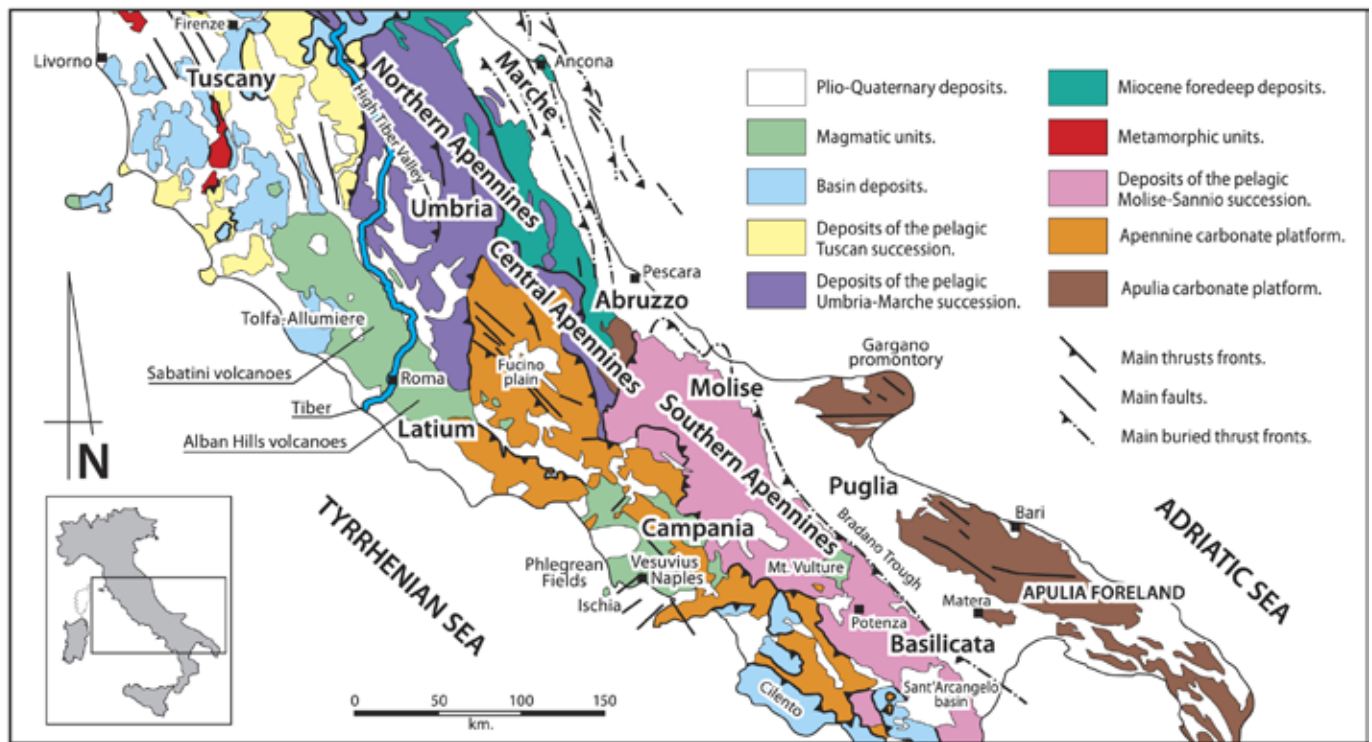 Firenze
Livorno
Tuscany
High Tiber Valley
Northern Apennines
Marche
Ancona
Umbria
Central Apennines
Pescara
Abruzzo
Tolfa, Allumiere
Sabatini volcanoes
Roma
Tiber
Alban Hills volcanoes
Latium
Fucino
plain
Molise
Southern Apennines
Gargano
promontory
Puglia
Bradano Trough
Bari
Campania
Phlegrean
Fields
Vesuvius
Naples
Ischia
Mt. Vulture
Potenza
Matera
APULIA FORELAND
Basilicata
Sant'Arcangelo
basin
Cilento
TYRRHENIAN SEA
ADRIATIC SEA
N
0 50 100 150
km.
Plio-Quaternary deposits.
Magmatic units.
Basin deposits.
Deposits of the pelagic
Tuscan succession.
Deposits of the pelagic
Umbria-Marche succession.
Miocene foredeep deposits.
Metamorphic units.
Deposits of the pelagic
Molise-Sannio succession.
Apennine carbonate platform.
Apulia carbonate platform.
Main thrusts fronts.
Main faults.
Main buried thrust fronts.